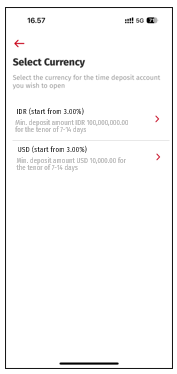 16.57
5G
Select Currency
Select the currency for the time deposit account
you wish to open
IDR (start from 3.00%)
Min. deposit amount IDR 100,000,000.00
for the tenor of 7-14 days
USD (start from 3.00%)
Min. deposit amount USD 10,000.00 for
the tenor of 7-14 days